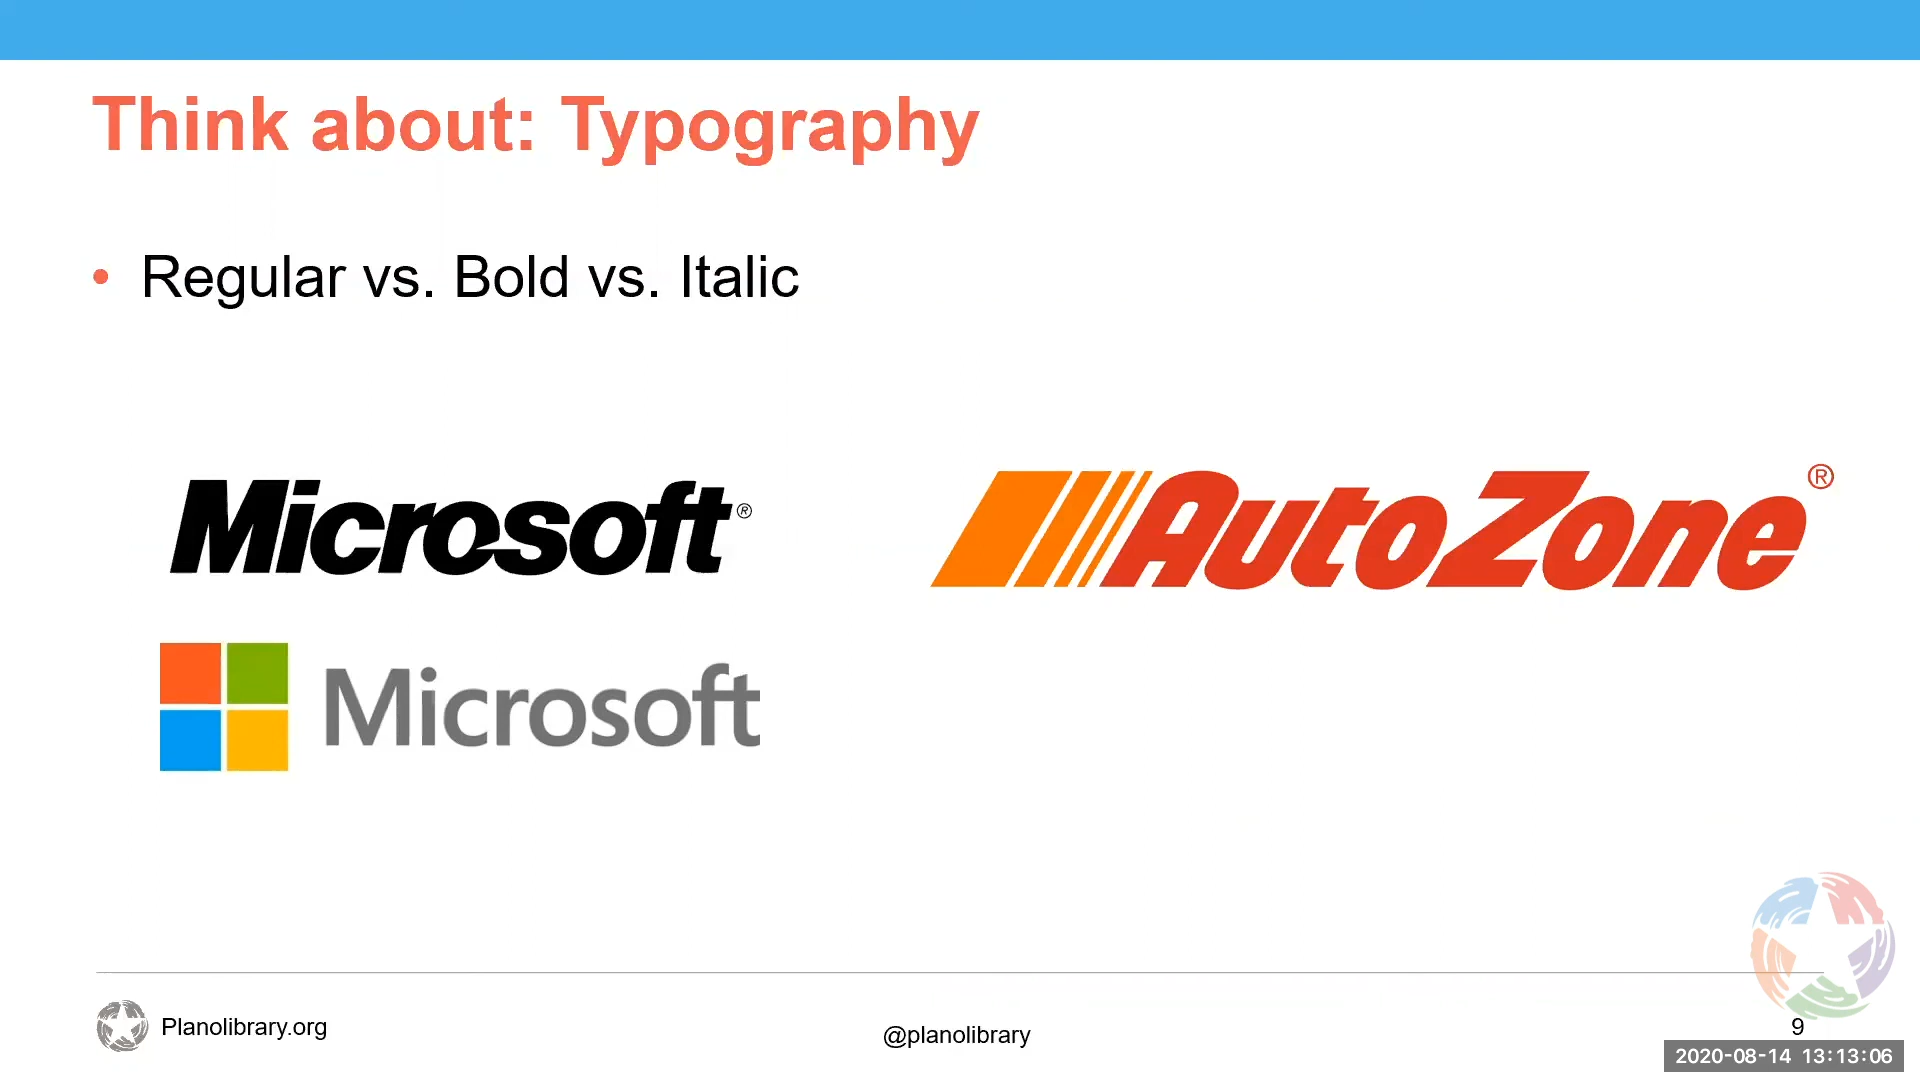 Think about: Typography
• Regular vs. Bold vs. Italic
Microsoft®
AutoZone®
Microsoft
Planolibrary.org
@planolibrary
9
2020-08-14 13:13:06